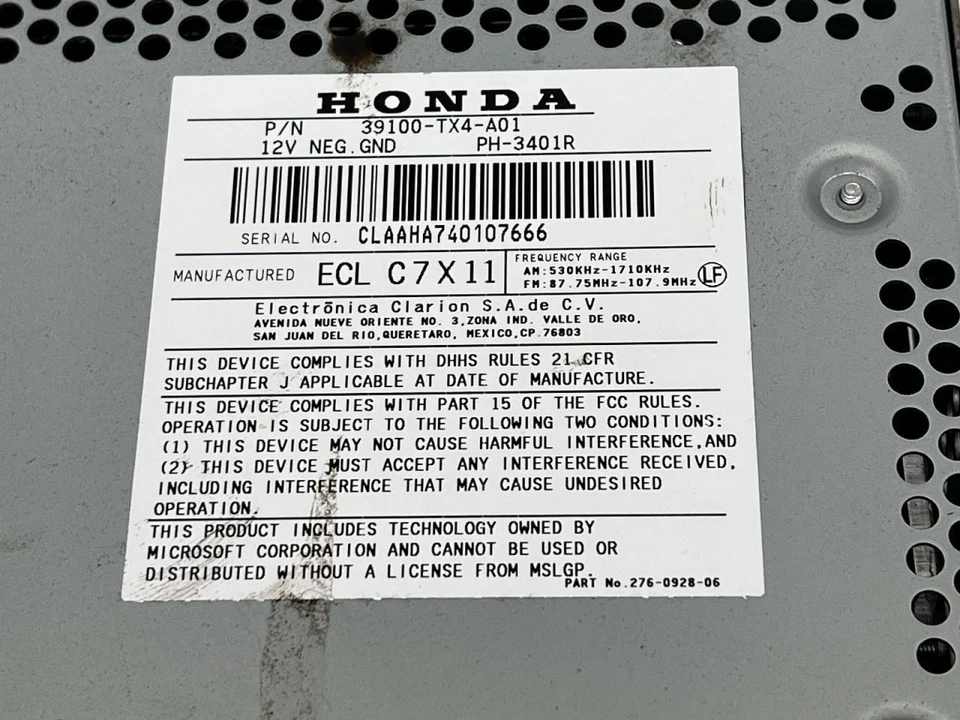 HONDA
P/N 39100-TX4-A01
12V NEG.GND PH-3401R
SERIAL NO. CLAAHA740107666
MANUFACTURED ECL C7X11
FREQUENCY RANGE
AM:530KHz-1710KHz
FM:87.75MHz-107.9MHz
LF
Electrōnica Clarion S.A.de C.V.
AVENIDA NUEVE ORIENTE NO. 3,ZONA IND. VALLE DE ORO,
SAN JUAN DEL RIO,QUERETARO, MEXICO,CP.76803
THIS DEVICE COMPLIES WITH DHHS RULES 21 CFR
SUBCHAPTER J APPLICABLE AT DATE OF MANUFACTURE.
THIS DEVICE COMPLIES WITH PART 15 OF THE FCC RULES.
OPERATION IS SUBJECT TO THE FOLLOWING TWO CONDITIONS:
(1) THIS DEVICE MAY NOT CAUSE HARMFUL INTERFERENCE,AND
(2) THIS DEVICE MUST ACCEPT ANY INTERFERENCE RECEIVED,
INCLUDING INTERFERENCE THAT MAY CAUSE UNDESIRED
OPERATION.
THIS PRODUCT INCLUDES TECHNOLOGY OWNED BY
MICROSOFT CORPORATION AND CANNOT BE USED OR
DISTRIBUTED WITHOUT A LICENSE FROM MSLGP.
PART No.276-0928-06